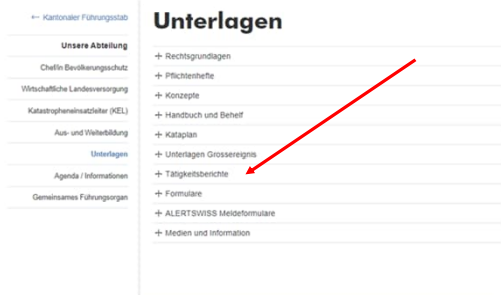 ← Kantonaler Führungsstab
Unsere Abteilung
Chef/in Bevölkerungsschutz
Wirtschaftliche Landesversorgung
Katastropheneinsatzleiter (KEL)
Aus- und Weiterbildung
Unterlagen
Agenda / Informationen
Gemeinsames Führungsorgan
Unterlagen
+ Rechtsgrundlagen
+ Pflichtenhefte
+ Konzepte
+ Handbuch und Behelf
+ Kataplan
+ Unterlagen Grossereignis
+ Tätigkeitsberichte
+ Formulare
+ ALERTSWISS Meldeformulare
+ Medien und Information